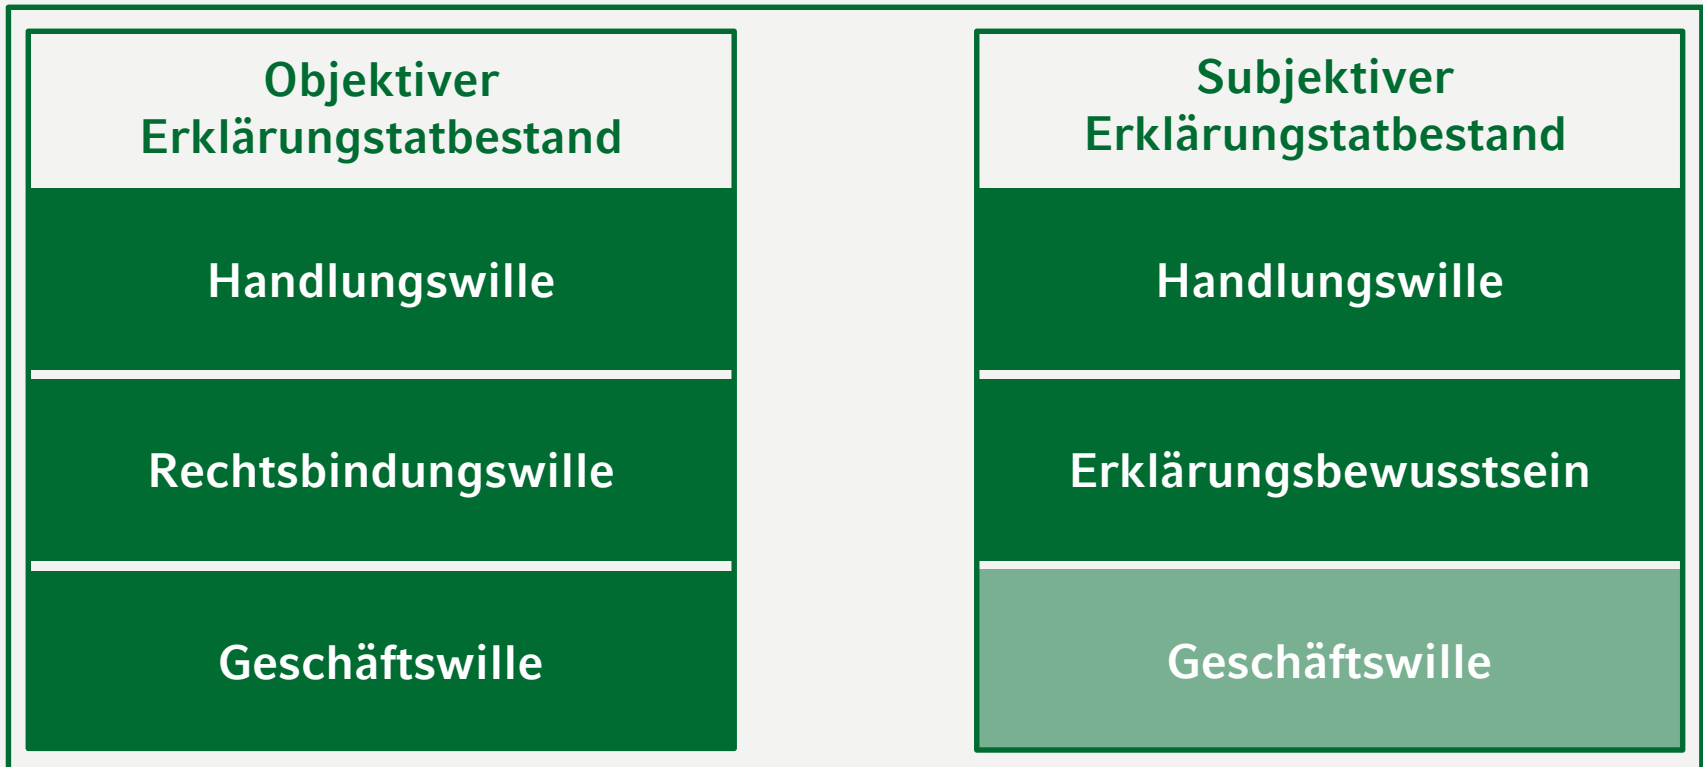 Objektiver
Erklärungstatbestand
Handlungswille
Rechtsbindungswille
Geschäftswille
Subjektiver
Erklärungstatbestand
Handlungswille
Erklärungsbewusstsein
Geschäftswille